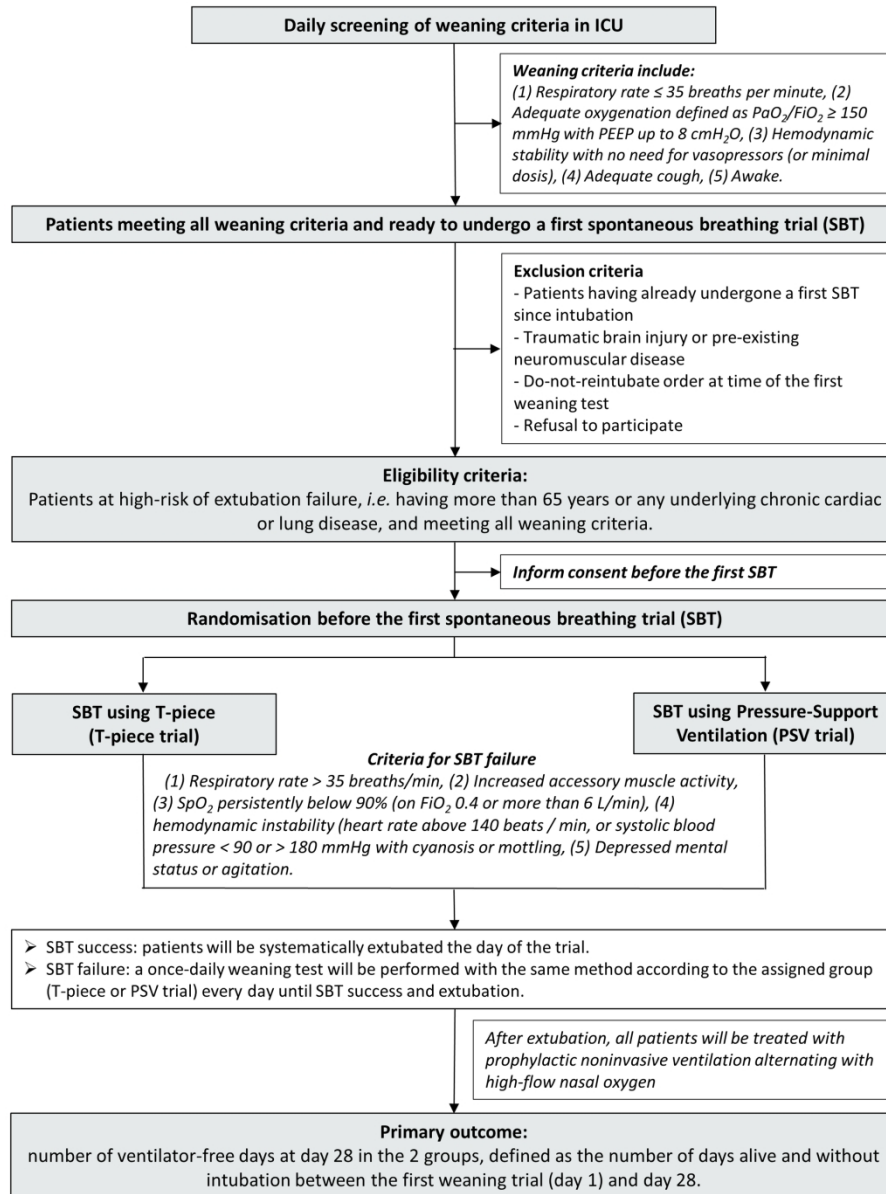 Daily screening of weaning criteria in ICU
Weaning criteria include:
(1) Respiratory rate ≤ 35 breaths per minute, (2)
Adequate oxygenation defined as PaO₂/FiO₂ ≥ 150
mmHg with PEEP up to 8 cmH₂O, (3) Hemodynamic
stability with no need for vasopressors (or minimal
dosis), (4) Adequate cough, (5) Awake.
Patients meeting all weaning criteria and ready to undergo a first spontaneous breathing trial (SBT)
Exclusion criteria
- Patients having already undergone a first SBT
since intubation
- Traumatic brain injury or pre-existing
neuromuscular disease
- Do-not-reintubate order at time of the first
weaning test
- Refusal to participate
Eligibility criteria:
Patients at high-risk of extubation failure, i.e. having more than 65 years or any underlying chronic cardiac
or lung disease, and meeting all weaning criteria.
Inform consent before the first SBT
Randomisation before the first spontaneous breathing trial (SBT)
SBT using T-piece
(T-piece trial)
SBT using Pressure-Support
Ventilation (PSV trial)
Criteria for SBT failure
(1) Respiratory rate > 35 breaths/min, (2) Increased accessory muscle activity,
(3) SpO₂ persistently below 90% (on FiO₂ 0.4 or more than 6 L/min), (4)
hemodynamic instability (heart rate above 140 beats / min, or systolic blood
pressure < 90 or > 180 mmHg with cyanosis or mottling, (5) Depressed mental
status or agitation.
➢ SBT success: patients will be systematically extubated the day of the trial.
➢ SBT failure: a once-daily weaning test will be performed with the same method according to the assigned group
(T-piece or PSV trial) every day until SBT success and extubation.
After extubation, all patients will be treated with
prophylactic noninvasive ventilation alternating with
high-flow nasal oxygen
Primary outcome:
number of ventilator-free days at day 28 in the 2 groups, defined as the number of days alive and without
intubation between the first weaning trial (day 1) and day 28.